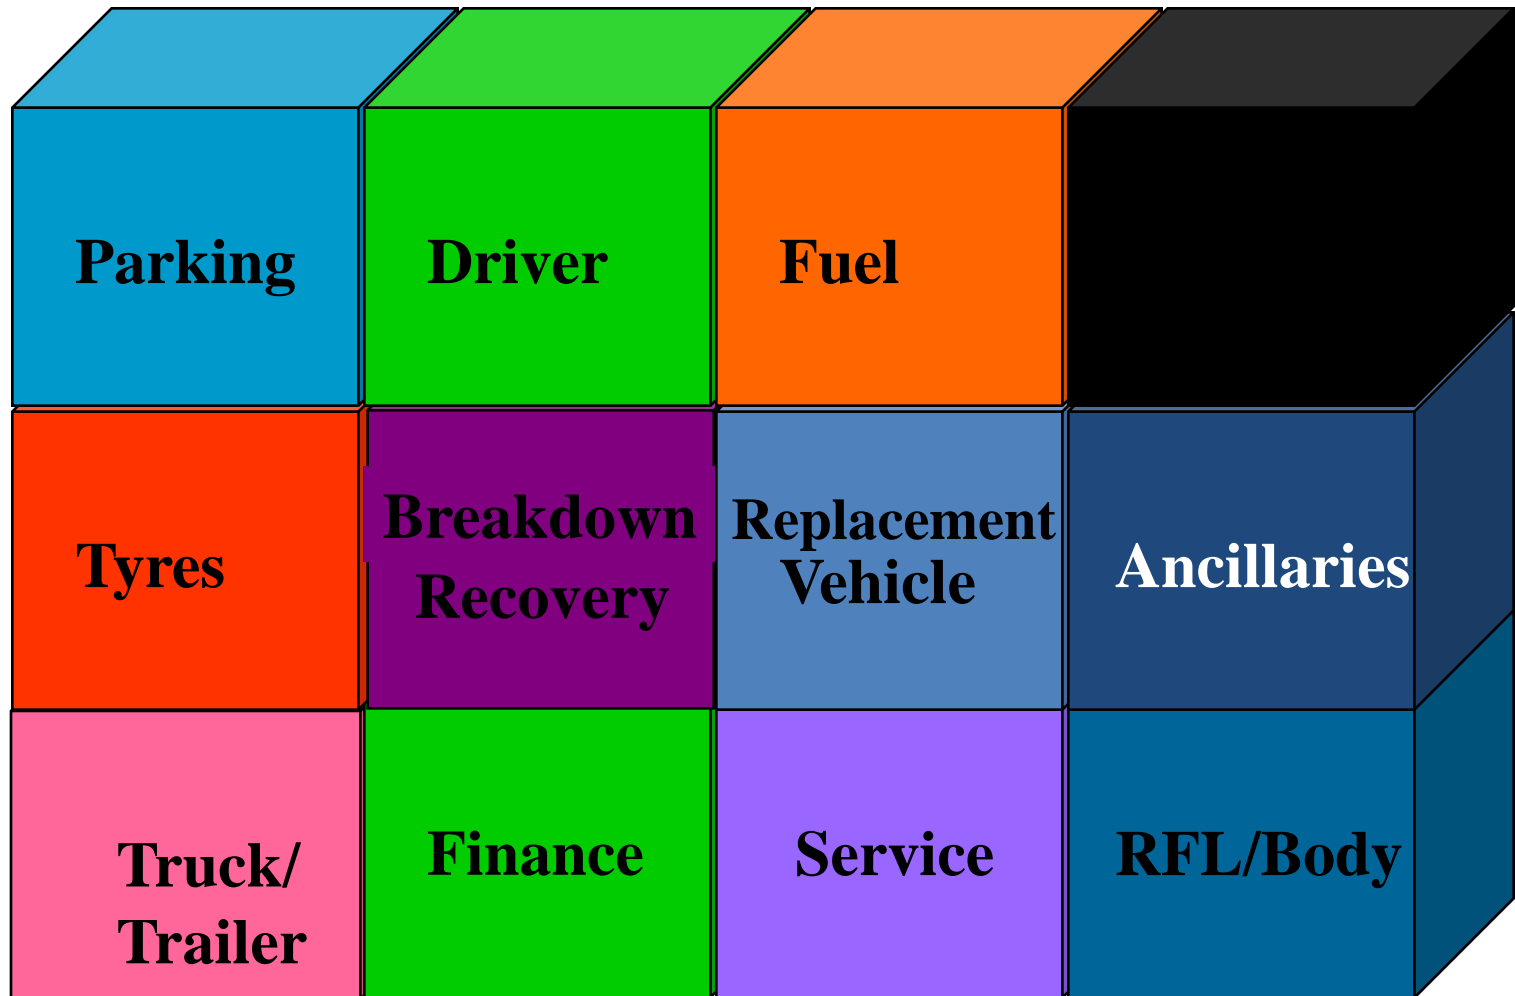 Parking
Driver
Fuel
Tyres
Breakdown
Recovery
Replacement
Vehicle
Ancillaries
Truck/
Trailer
Finance
Service
RFL/Body